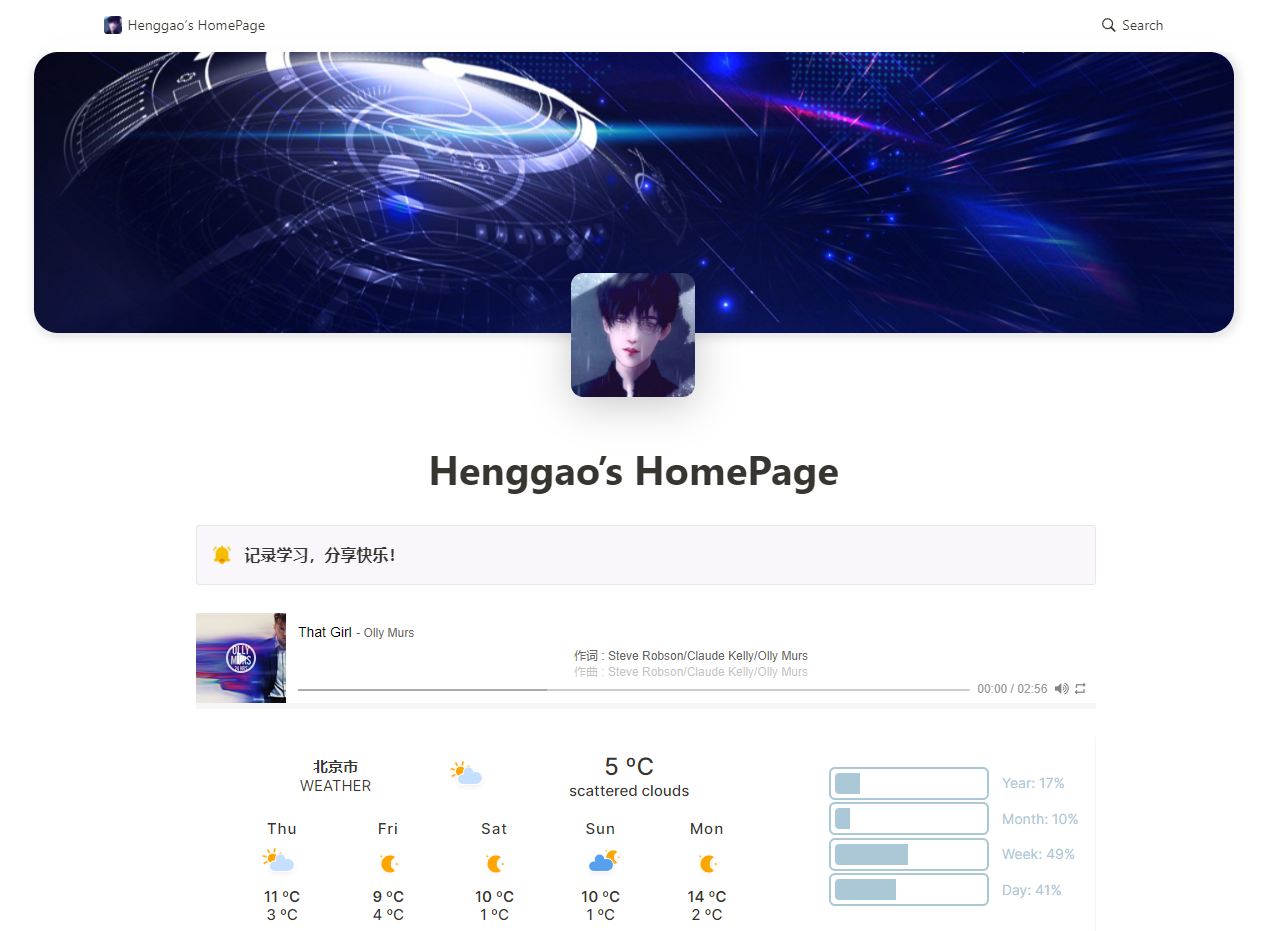 Henggao’s HomePage
Search
Henggao’s HomePage
记录学习，分享快乐！
OLLY
MURS
24 HRS
That Girl - Olly Murs
作词 : Steve Robson/Claude Kelly/Olly Murs
作曲 : Steve Robson/Claude Kelly/Olly Murs
00:00 / 02:56
北京市
WEATHER
5 ºC
scattered clouds
Thu Fri Sat Sun Mon
11 ºC 9 ºC 10 ºC 10 ºC 14 ºC
3 ºC 4 ºC 1 ºC 1 ºC 2 ºC
Year: 17%
Month: 10%
Week: 49%
Day: 41%